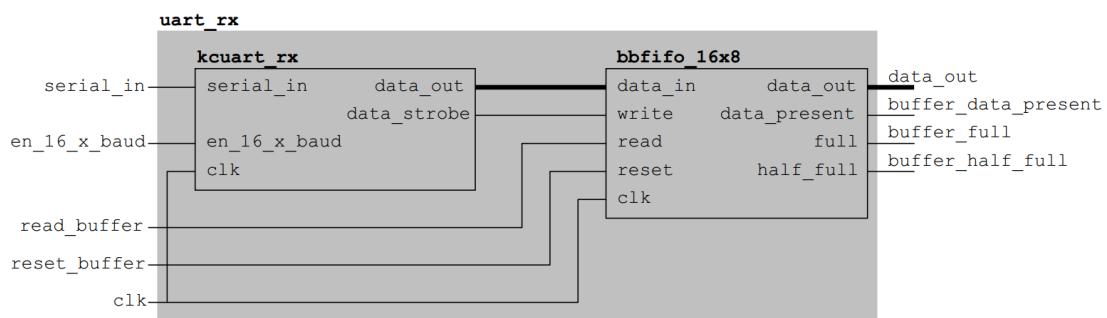 uart_rx
kcuart_rx
bbfifo_16x8
serial_in
serial_in
data_out
data_in
data_out
data_out
data_strobe
write
data_present
buffer_data_present
en_16_x_baud
en_16_x_baud
read
full
buffer_full
clk
reset
half_full
buffer_half_full
clk
read_buffer
reset_buffer
clk